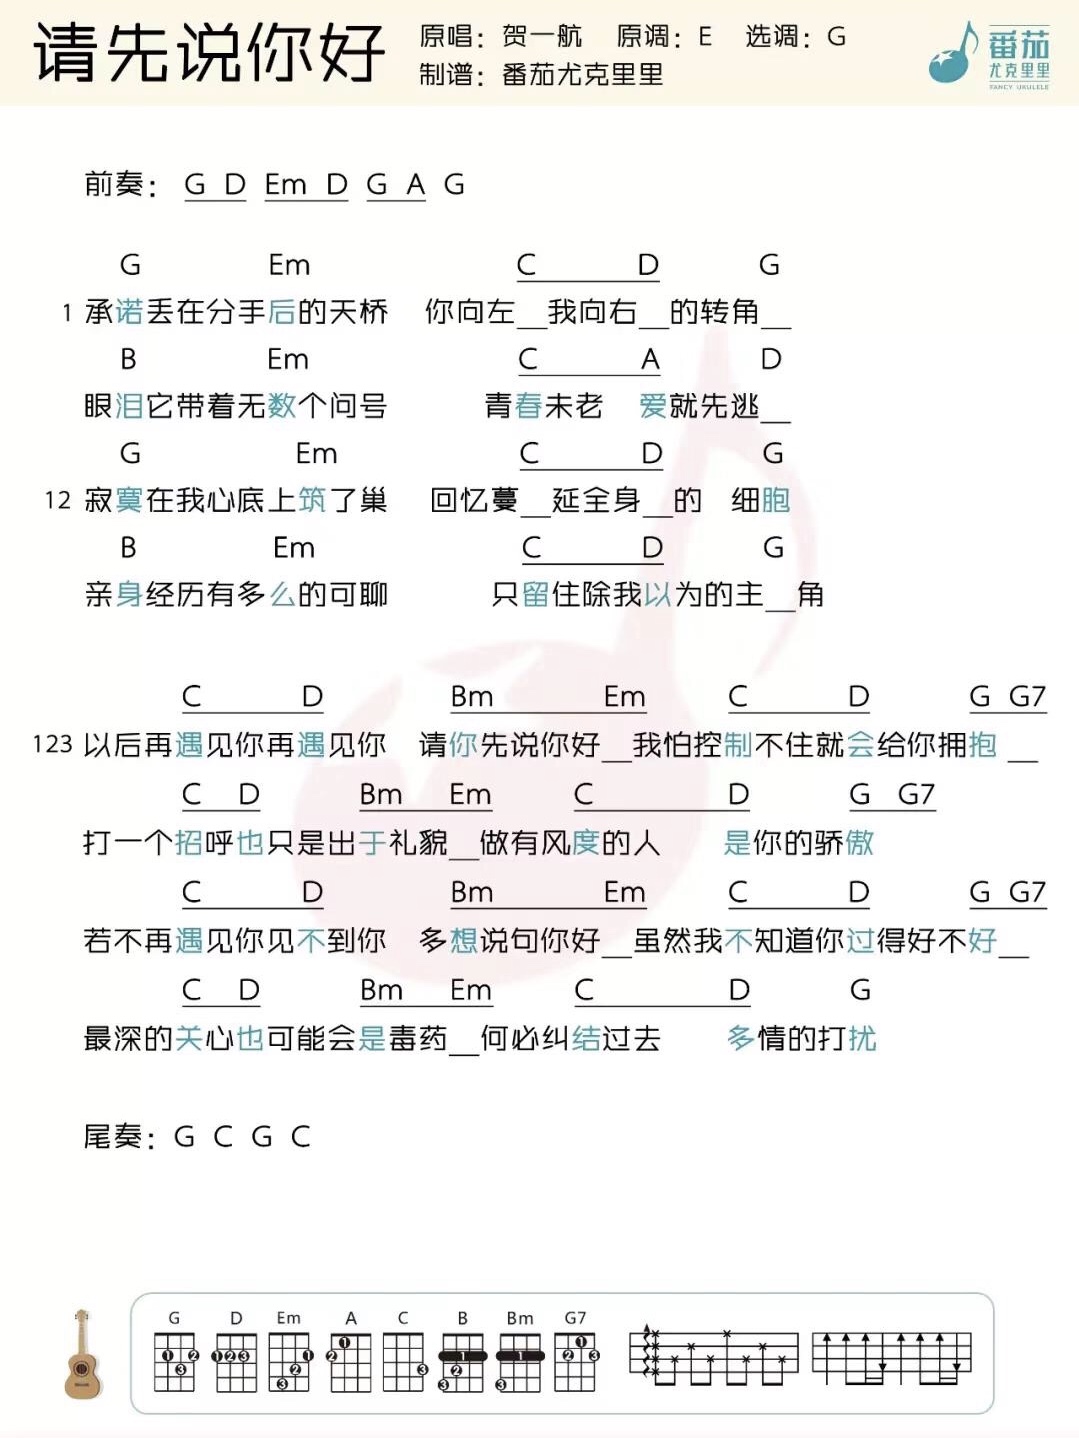 请先说你好
原唱：贺一航 原调：E 选调：G
制谱：番茄尤克里里
番茄
尤克里里
FANCY UKULELE
前奏： G D Em D G A G
G Em C D G
1 承诺丢在分手后的天桥 你向左__我向右__的转角__
B Em C A D
眼泪它带着无数个问号 青春未老 爱就先逃__
G Em C D G
12 寂寞在我心底上筑了巢 回忆蔓__延全身__的 细胞
B Em C D G
亲身经历有多么的可聊 只留住除我以为的主__角
C D Bm Em C D G G7
123 以后再遇见你再遇见你 请你先说你好__我怕控制不住就会给你拥抱__
C D Bm Em C D G G7
打一个招呼也只是出于礼貌__做有风度的人 是你的骄傲
C D Bm Em C D G G7
若不再遇见你见不到你 多想说句你好__虽然我不知道你过得好不好__
C D Bm Em C D G
最深的关心也可能会是毒药__何必纠结过去 多情的打扰
尾奏：G C G C
G D Em A C B Bm G7